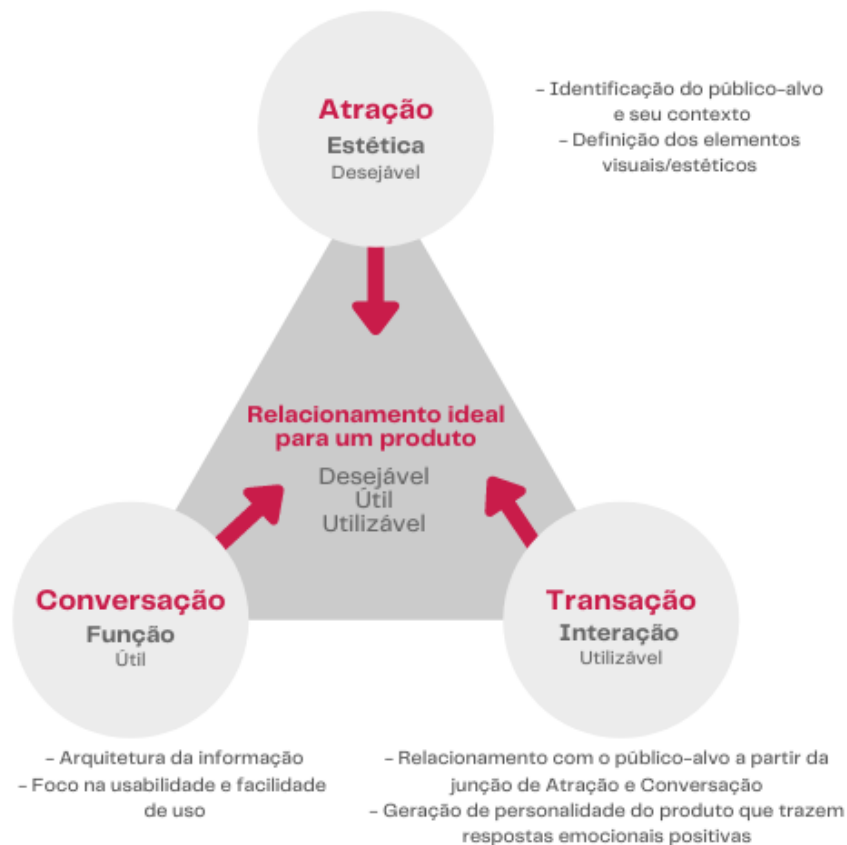 Atração
Estética
Desejável
- Identificação do público-alvo
e seu contexto
- Definição dos elementos
visuais/estéticos
Relacionamento ideal
para um produto
Desejável
Útil
Utilizável
Conversação
Função
Útil
- Arquitetura da informação
- Foco na usabilidade e facilidade
de uso
Transação
Interação
Utilizável
- Relacionamento com o público-alvo a partir da
junção de Atração e Conversação
- Geração de personalidade do produto que trazem
respostas emocionais positivas